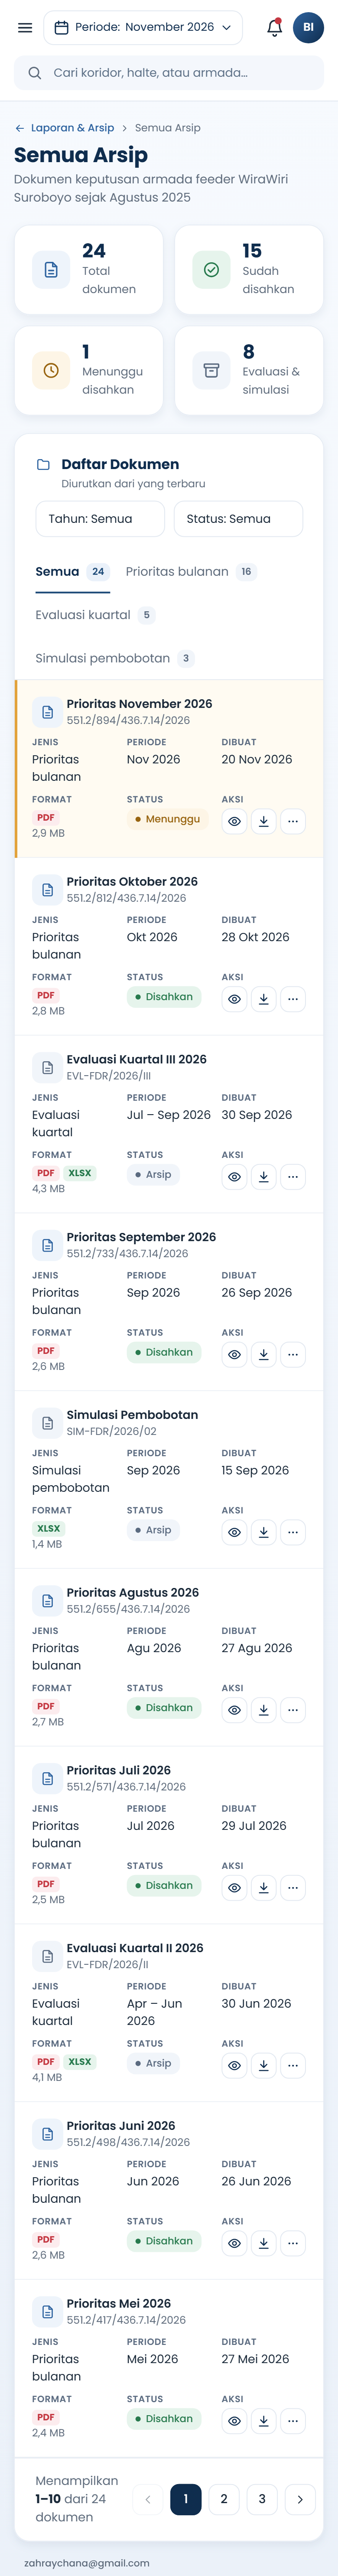 Periode: November 2026
BI
Cari koridor, halte, atau armada...
← Laporan & Arsip > Semua Arsip
Semua Arsip
Dokumen keputusan armada feeder WiraWiri
Suroboyo sejak Agustus 2025
24
Total
dokumen
15
Sudah
disahkan
1
Menunggu
disahkan
8
Evaluasi &
simulasi
Daftar Dokumen
Diurutkan dari yang terbaru
Tahun: Semua
Status: Semua
Semua 24 Prioritas bulanan 16
Evaluasi kuartal 5
Simulasi pembobotan 3
Prioritas November 2026
551.2/894/436.7.14/2026
JENIS PERIODE DIBUAT
Prioritas Nov 2026 20 Nov 2026
bulanan
FORMAT STATUS AKSI
PDF Menunggu
2,9 MB
Prioritas Oktober 2026
551.2/812/436.7.14/2026
JENIS PERIODE DIBUAT
Prioritas Okt 2026 28 Okt 2026
bulanan
FORMAT STATUS AKSI
PDF Disahkan
2,8 MB
Evaluasi Kuartal III 2026
EVL-FDR/2026/III
JENIS PERIODE DIBUAT
Evaluasi Jul – Sep 2026 30 Sep 2026
kuartal
FORMAT STATUS AKSI
PDF XLSX Arsip
4,3 MB
Prioritas September 2026
551.2/733/436.7.14/2026
JENIS PERIODE DIBUAT
Prioritas Sep 2026 26 Sep 2026
bulanan
FORMAT STATUS AKSI
PDF Disahkan
2,6 MB
Simulasi Pembobotan
SIM-FDR/2026/02
JENIS PERIODE DIBUAT
Simulasi Sep 2026 15 Sep 2026
pembobotan
FORMAT STATUS AKSI
XLSX Arsip
1,4 MB
Prioritas Agustus 2026
551.2/655/436.7.14/2026
JENIS PERIODE DIBUAT
Prioritas Agu 2026 27 Agu 2026
bulanan
FORMAT STATUS AKSI
PDF Disahkan
2,7 MB
Prioritas Juli 2026
551.2/571/436.7.14/2026
JENIS PERIODE DIBUAT
Prioritas Jul 2026 29 Jul 2026
bulanan
FORMAT STATUS AKSI
PDF Disahkan
2,5 MB
Evaluasi Kuartal II 2026
EVL-FDR/2026/II
JENIS PERIODE DIBUAT
Evaluasi Apr – Jun 30 Jun 2026
kuartal 2026
FORMAT STATUS AKSI
PDF XLSX Arsip
4,1 MB
Prioritas Juni 2026
551.2/498/436.7.14/2026
JENIS PERIODE DIBUAT
Prioritas Jun 2026 26 Jun 2026
bulanan
FORMAT STATUS AKSI
PDF Disahkan
2,6 MB
Prioritas Mei 2026
551.2/417/436.7.14/2026
JENIS PERIODE DIBUAT
Prioritas Mei 2026 27 Mei 2026
bulanan
FORMAT STATUS AKSI
PDF Disahkan
2,4 MB
Menampilkan
1–10 dari 24
dokumen
1 2 3
zahraychana@gmail.com